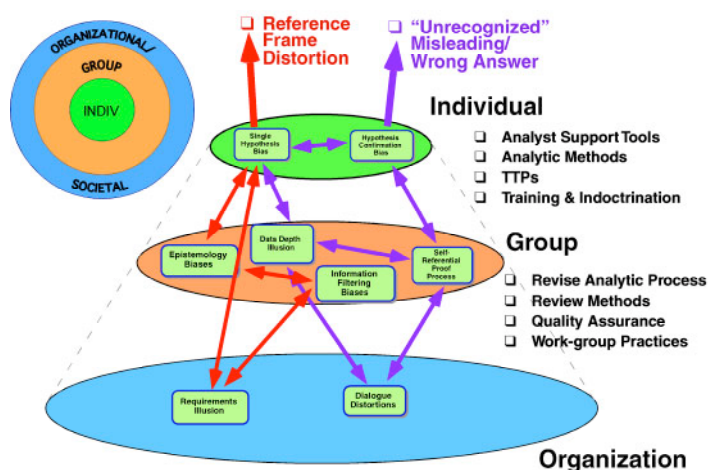 ORGANIZATIONAL/
GROUP
INDIV
SOCIETAL
❑ Reference
Frame
Distortion
❑ “Unrecognized”
Misleading/
Wrong Answer
Individual
❑ Analyst Support Tools
❑ Analytic Methods
❑ TTPs
❑ Training & Indoctrination
Single
Hypothesis
Bias
Hypothesis
Confirmation
Bias
Group
❑ Revise Analytic Process
❑ Review Methods
❑ Quality Assurance
❑ Work-group Practices
Epistemology
Biases
Data Depth
Illusion
Information
Filtering
Biases
Self-
Referential
Proof
Process
Requirements
Illusion
Dialogue
Distortions
Organization